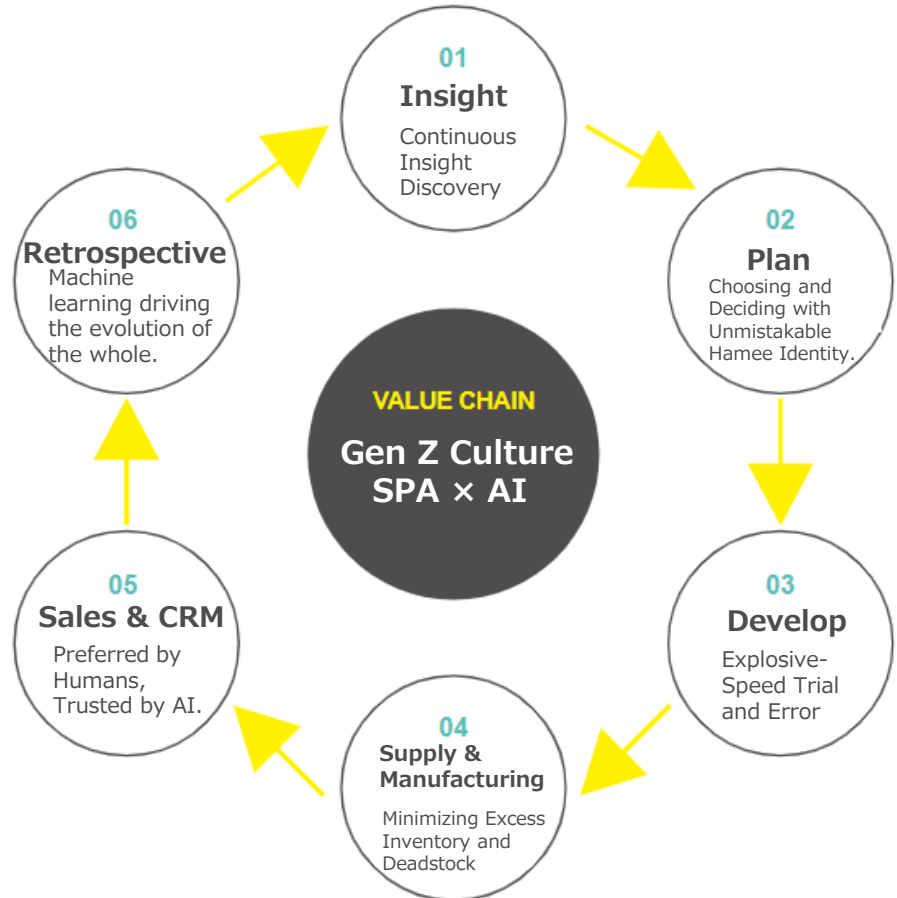 01
Insight
Continuous
Insight
Discovery
02
Plan
Choosing and
Deciding with
Unmistakable
Hamee Identity.
03
Develop
Explosive-
Speed Trial
and Error
04
Supply &
Manufacturing
Minimizing Excess
Inventory and
Deadstock
05
Sales & CRM
Preferred by
Humans,
Trusted by AI.
06
Retrospective
Machine
learning driving
the evolution of
the whole.
VALUE CHAIN
Gen Z Culture
SPA × AI